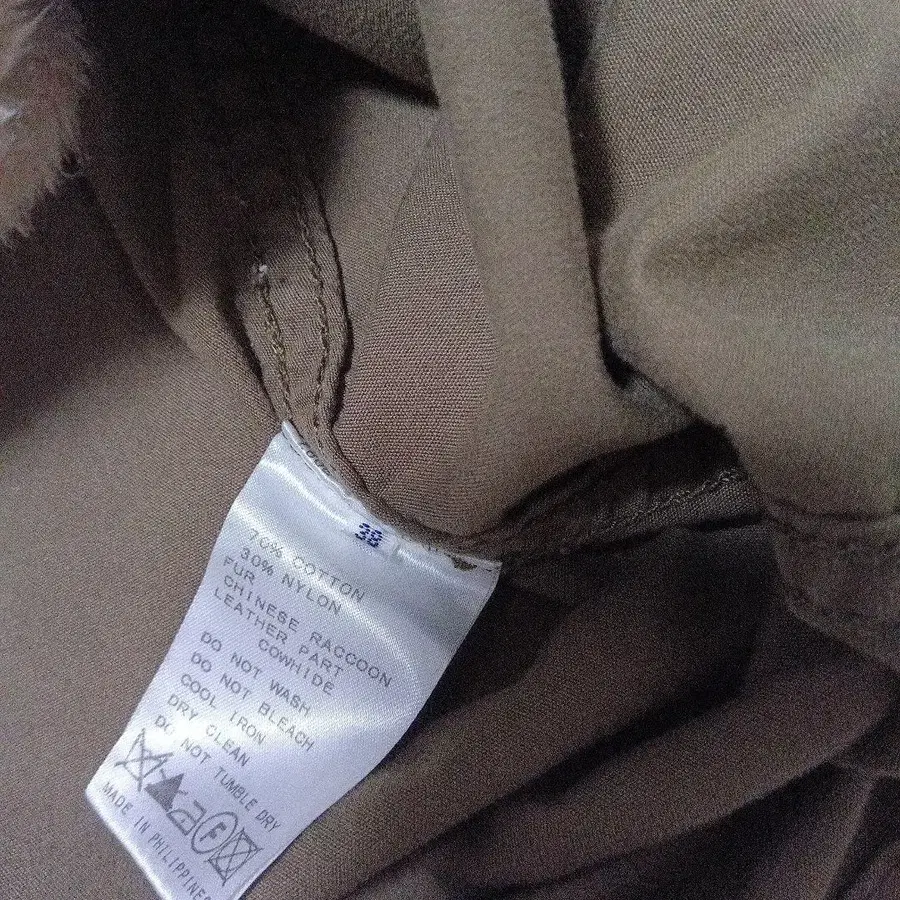 38
70% COTTON
30% NYLON
FUR
CHINESE RACCOON
LEATHER PART
COWHIDE
DO NOT WASH
DO NOT BLEACH
COOL IRON
DRY CLEAN
DO NOT TUMBLE DRY
F
MADE IN PHILIPPINES